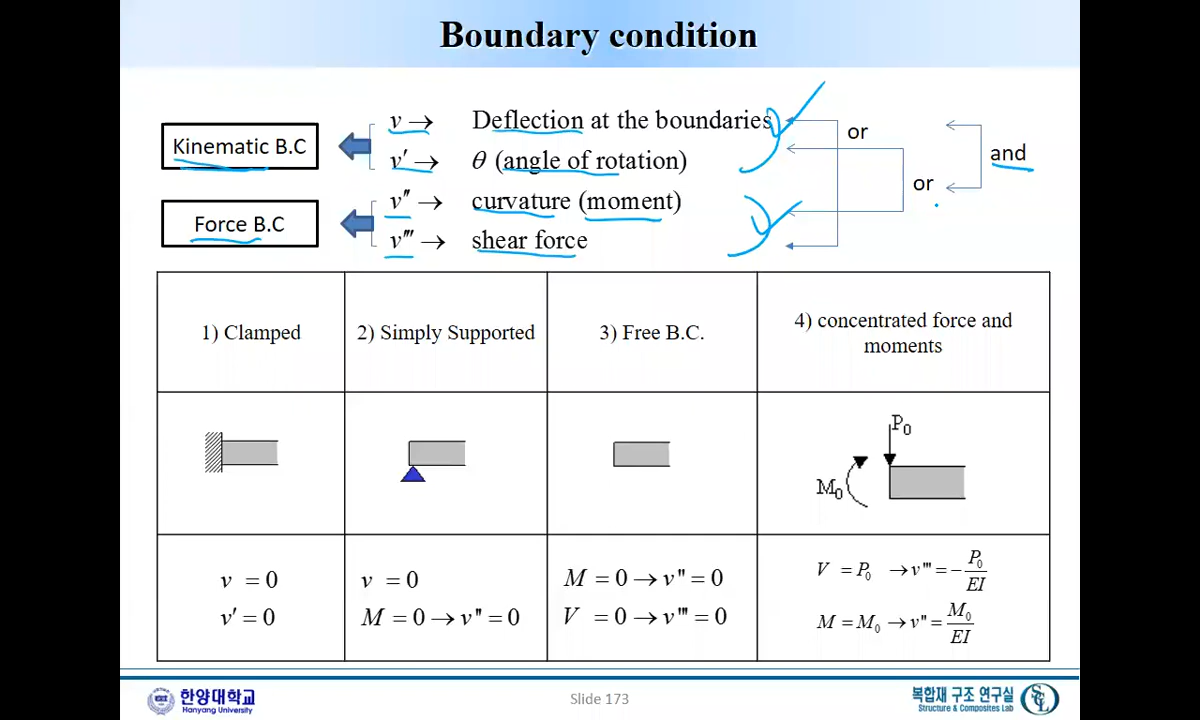 Boundary condition
Kinematic B.C
v → Deflection at the boundaries
v′ → θ (angle of rotation)
Force B.C
v″ → curvature (moment)
v‴ → shear force
or
or
and
1) Clamped
2) Simply Supported
3) Free B.C.
4) concentrated force and
moments
P₀
M₀
v = 0
v′ = 0
v = 0
M = 0 → v″ = 0
M = 0 → v″ = 0
V = 0 → v‴ = 0
V = P₀ → v‴ = − P₀/EI
M = M₀ → v″ = M₀/EI
한양대학교
Hanyang University
Slide 173
복합재 구조 연구실
Structure & Composites Lab